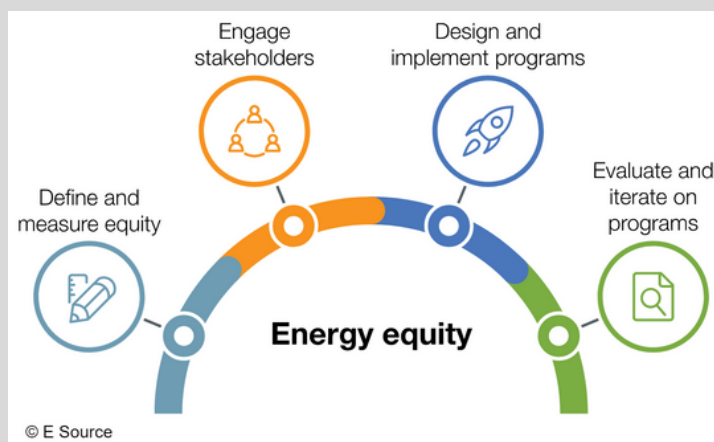 Define and
measure equity
Engage
stakeholders
Design and
implement programs
Evaluate and
iterate on
programs
Energy equity
© E Source